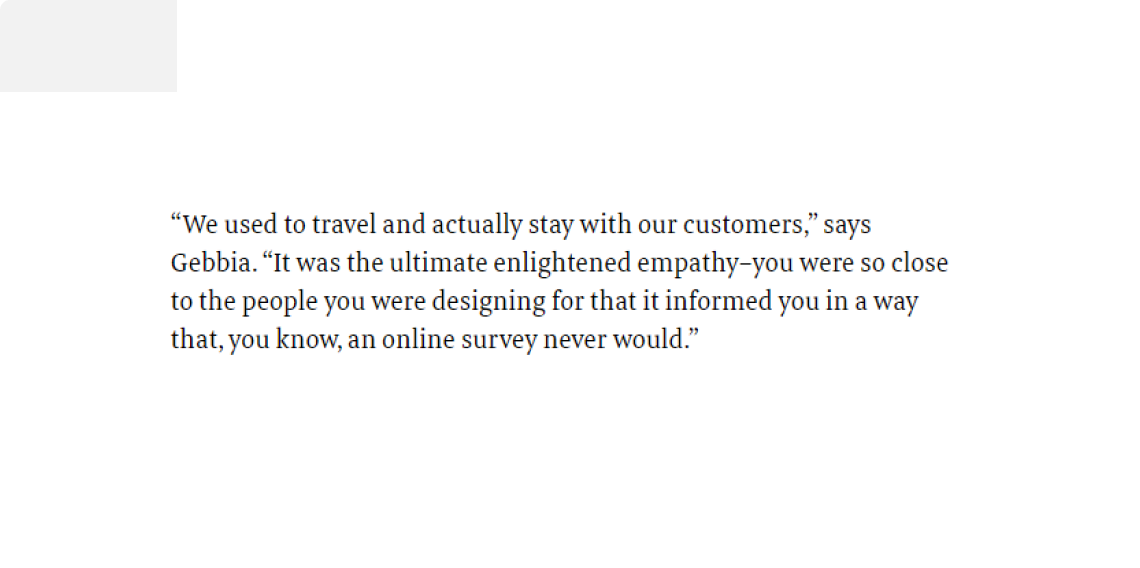 “We used to travel and actually stay with our customers,” says
Gebbia. “It was the ultimate enlightened empathy–you were so close
to the people you were designing for that it informed you in a way
that, you know, an online survey never would.”